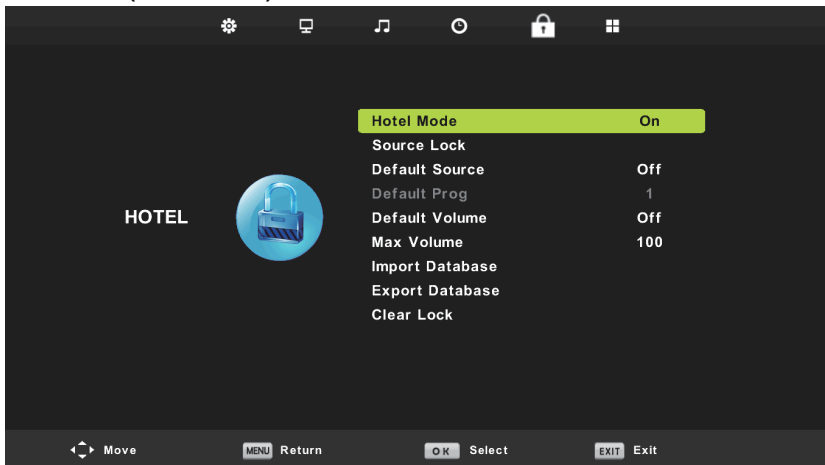 Hotel Mode On
Source Lock
Default Source Off
Default Prog 1
HOTEL
Default Volume Off
Max Volume 100
Import Database
Export Database
Clear Lock
Move MENU Return OK Select EXIT Exit